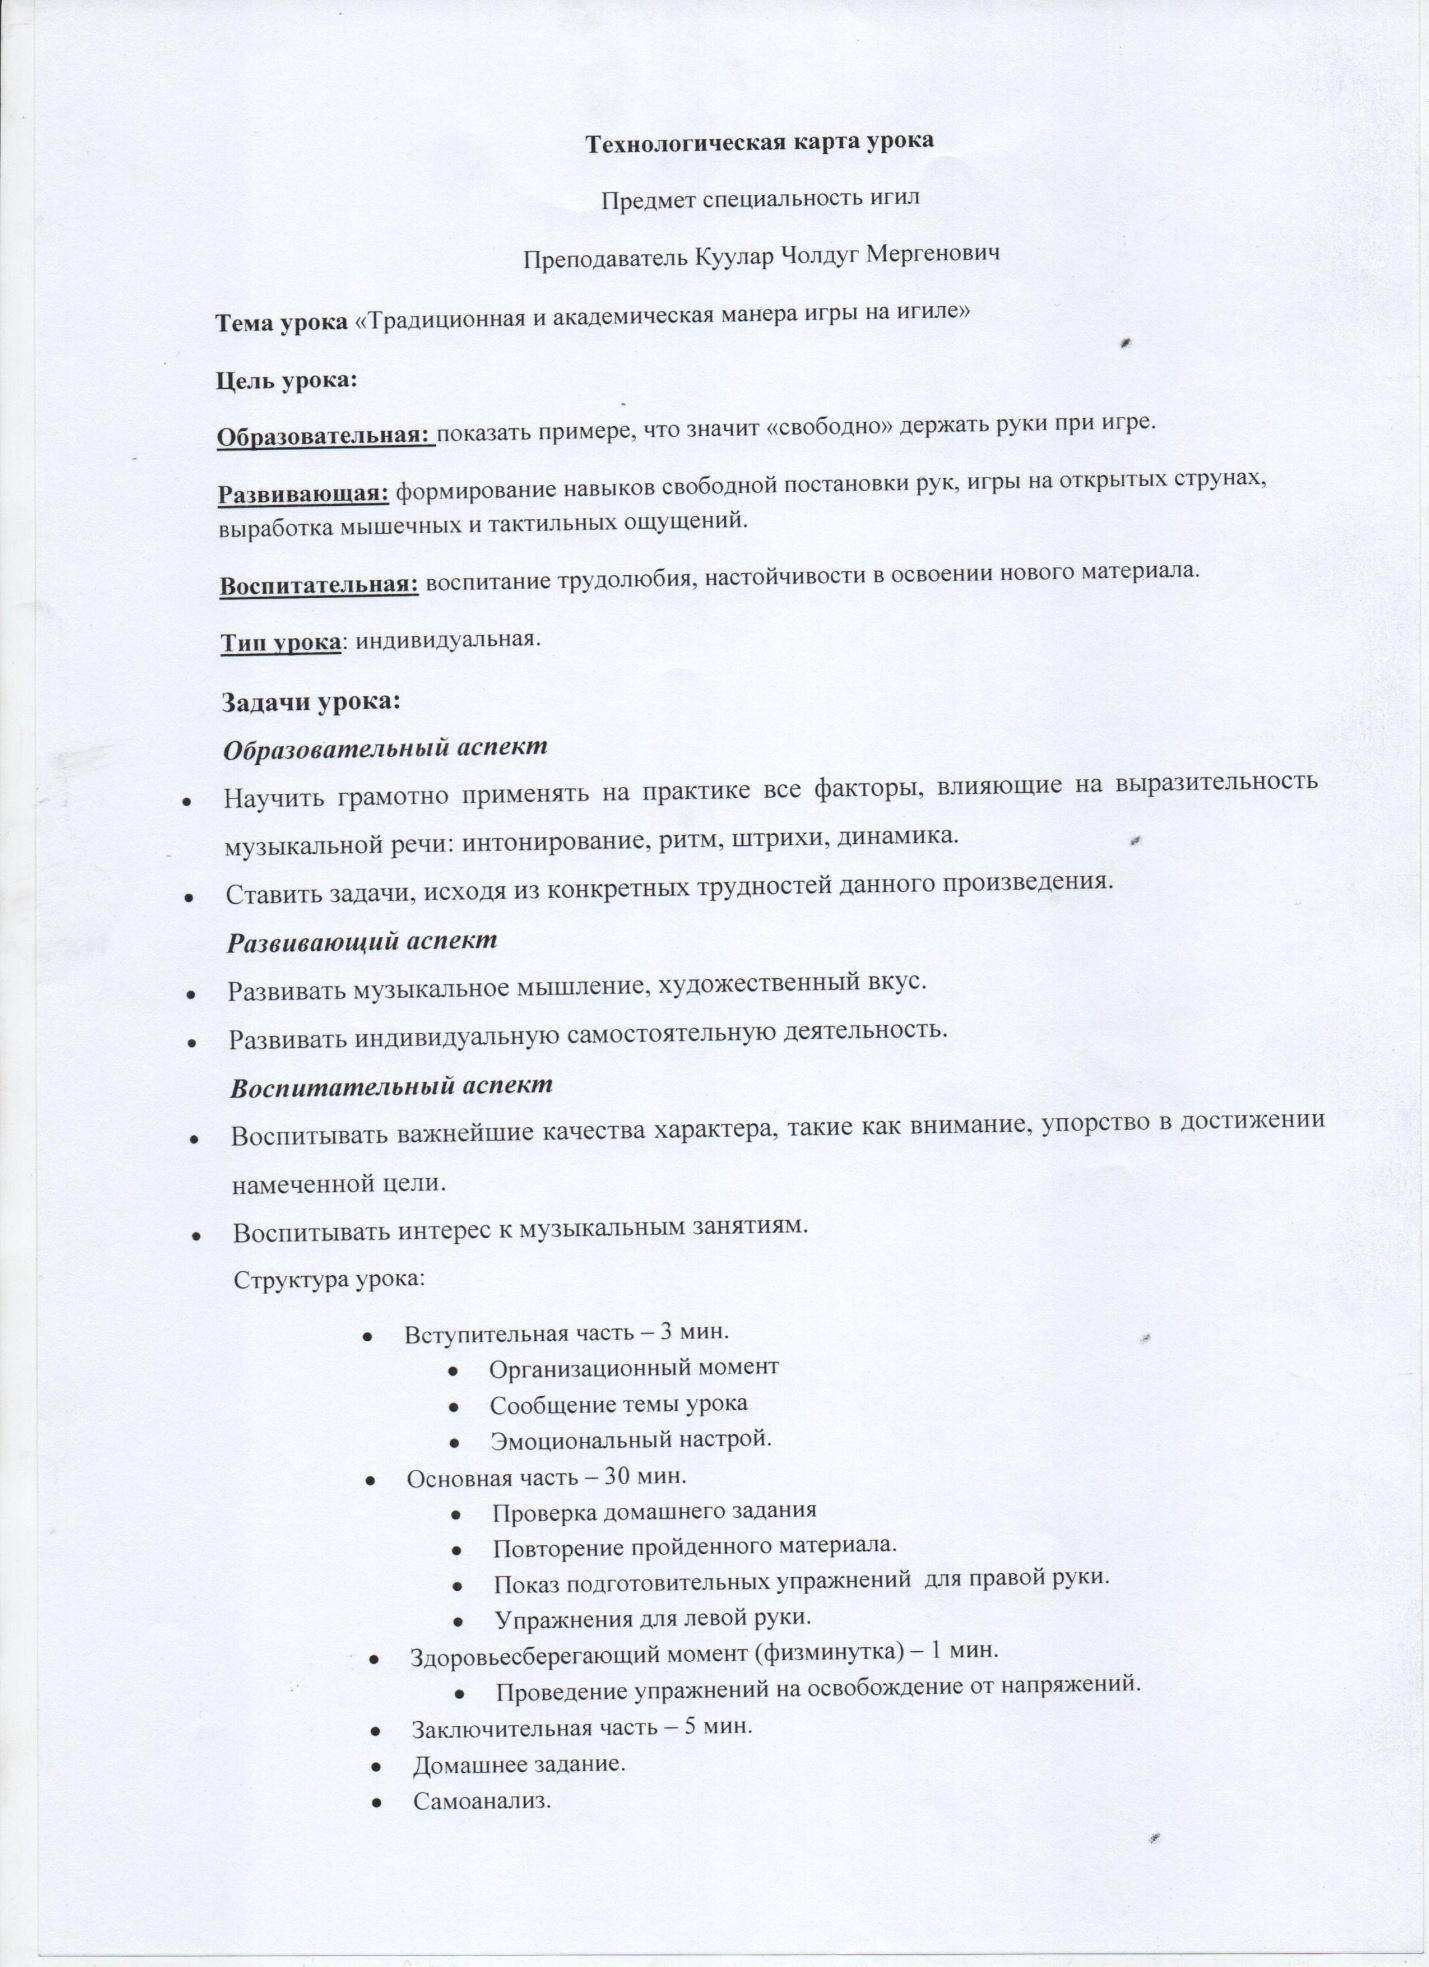 Технологическая карта урока
Предмет специальность игил
Преподаватель Куулар Чолдуг Мергенович
Тема урока «Традиционная и академическая манера игры на игиле»
Цель урока:
Образовательная: показать примере, что значит «свободно» держать руки при игре.
Развивающая: формирование навыков свободной постановки рук, игры на открытых струнах,
выработка мышечных и тактильных ощущений.
Воспитательная: воспитание трудолюбия, настойчивости в освоении нового материала.
Тип урока: индивидуальная.
Задачи урока:
Образовательный аспект
• Научить грамотно применять на практике все факторы, влияющие на выразительность
музыкальной речи: интонирование, ритм, штрихи, динамика.
• Ставить задачи, исходя из конкретных трудностей данного произведения.
Развивающий аспект
• Развивать музыкальное мышление, художественный вкус.
• Развивать индивидуальную самостоятельную деятельность.
Воспитательный аспект
• Воспитывать важнейшие качества характера, такие как внимание, упорство в достижении
намеченной цели.
• Воспитывать интерес к музыкальным занятиям.
Структура урока:
• Вступительная часть – 3 мин.
• Организационный момент
• Сообщение темы урока
• Эмоциональный настрой.
• Основная часть – 30 мин.
• Проверка домашнего задания
• Повторение пройденного материала.
• Показ подготовительных упражнений для правой руки.
• Упражнения для левой руки.
• Здоровьесберегающий момент (физминутка) – 1 мин.
• Проведение упражнений на освобождение от напряжений.
• Заключительная часть – 5 мин.
• Домашнее задание.
• Самоанализ.